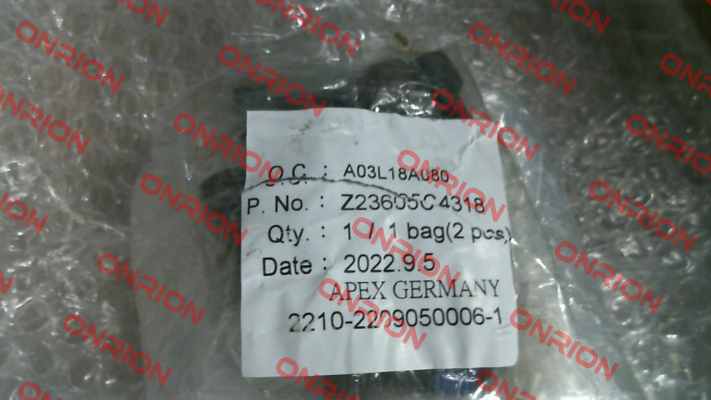 O.C. : A03L18A080
P. No. : Z23605C4318
Qty. : 1 / 1 bag(2 pcs)
Date : 2022.9.5
APEX GERMANY
2210-2209050006-1
ONRION